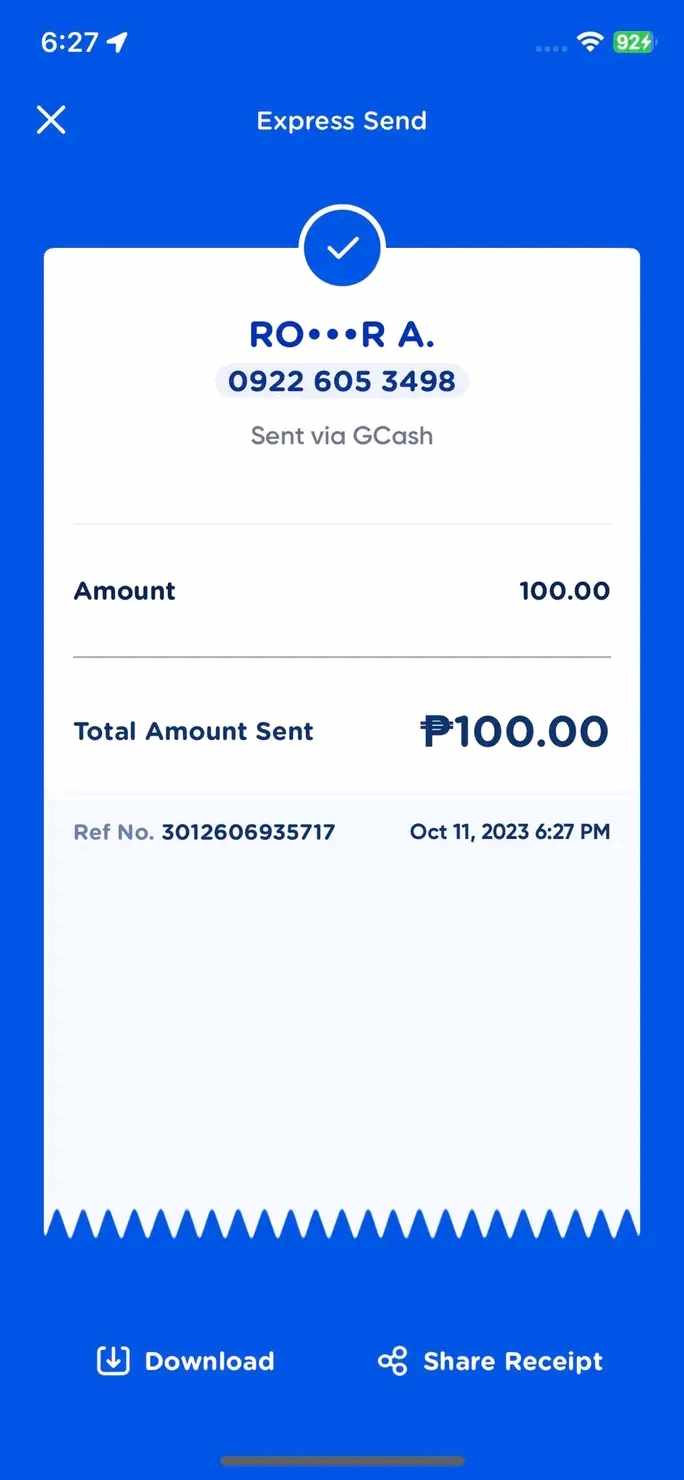 6:27
92
Express Send
RO•••R A.
0922 605 3498
Sent via GCash
Amount 100.00
Total Amount Sent ₱100.00
Ref No. 3012606935717 Oct 11, 2023 6:27 PM
Download Share Receipt